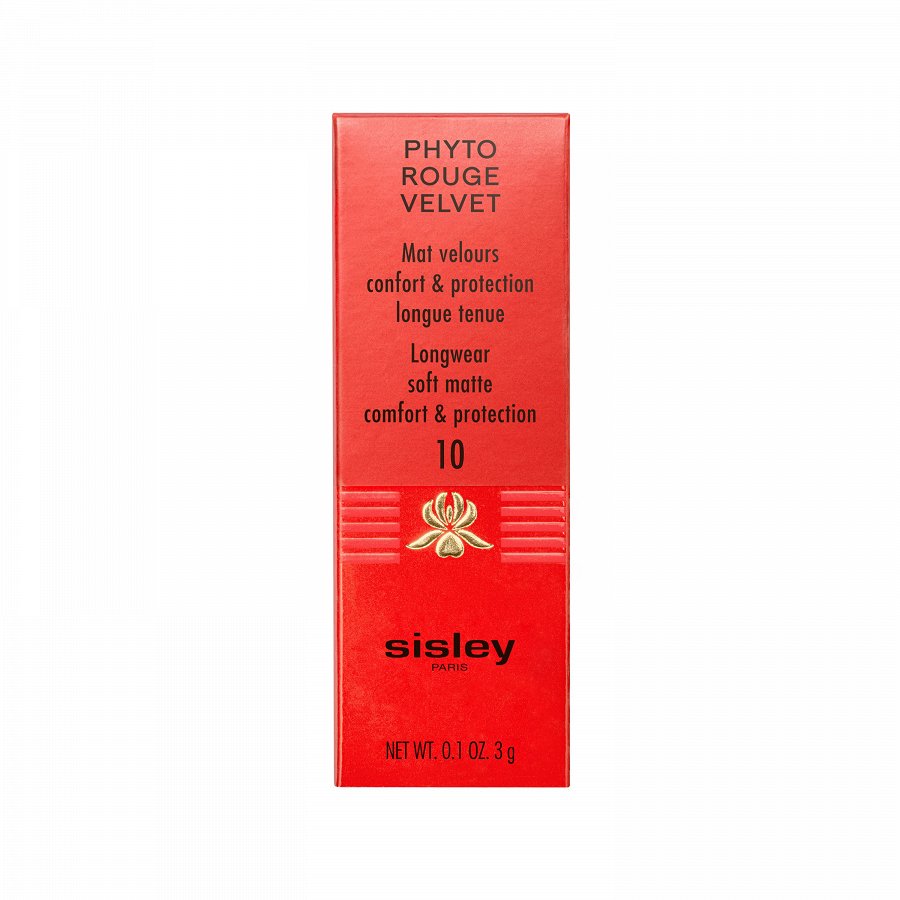 PHYTO
ROUGE
VELVET
Mat velours
confort & protection
longue tenue
Longwear
soft matte
comfort & protection
10
sisley
PARIS
NET WT. 0.1 OZ. 3 g